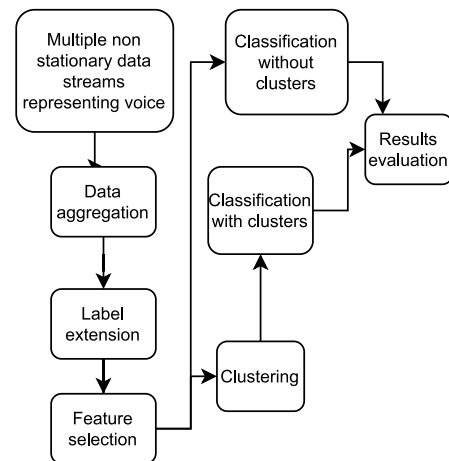 Multiple non
stationary data
streams
representing voice
Data
aggregation
Label
extension
Feature
selection
Clustering
Classification
with clusters
Classification
without
clusters
Results
evaluation